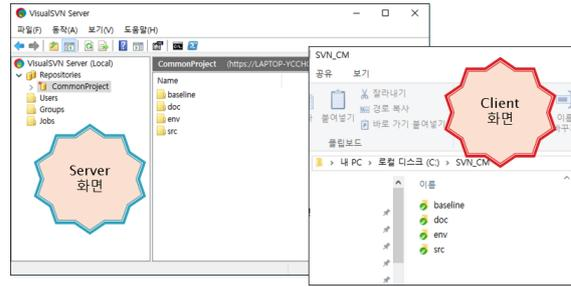 VisualSVN Server
파일(F) 동작(A) 보기(V) 도움말(H)
VisualSVN Server (Local)
Repositories
CommonProject
Users
Groups
Jobs
Server
화면
CommonProject (https://LAPTOP-YCCHO
Name
baseline
doc
env
src
SVN_CM
공유 보기
붙여넣기
잘라내기
경로 복사
바로 가기 붙여넣기
클립보드
Client
화면
내 PC > 로컬 디스크 (C:) > SVN_CM
이름
baseline
doc
env
src